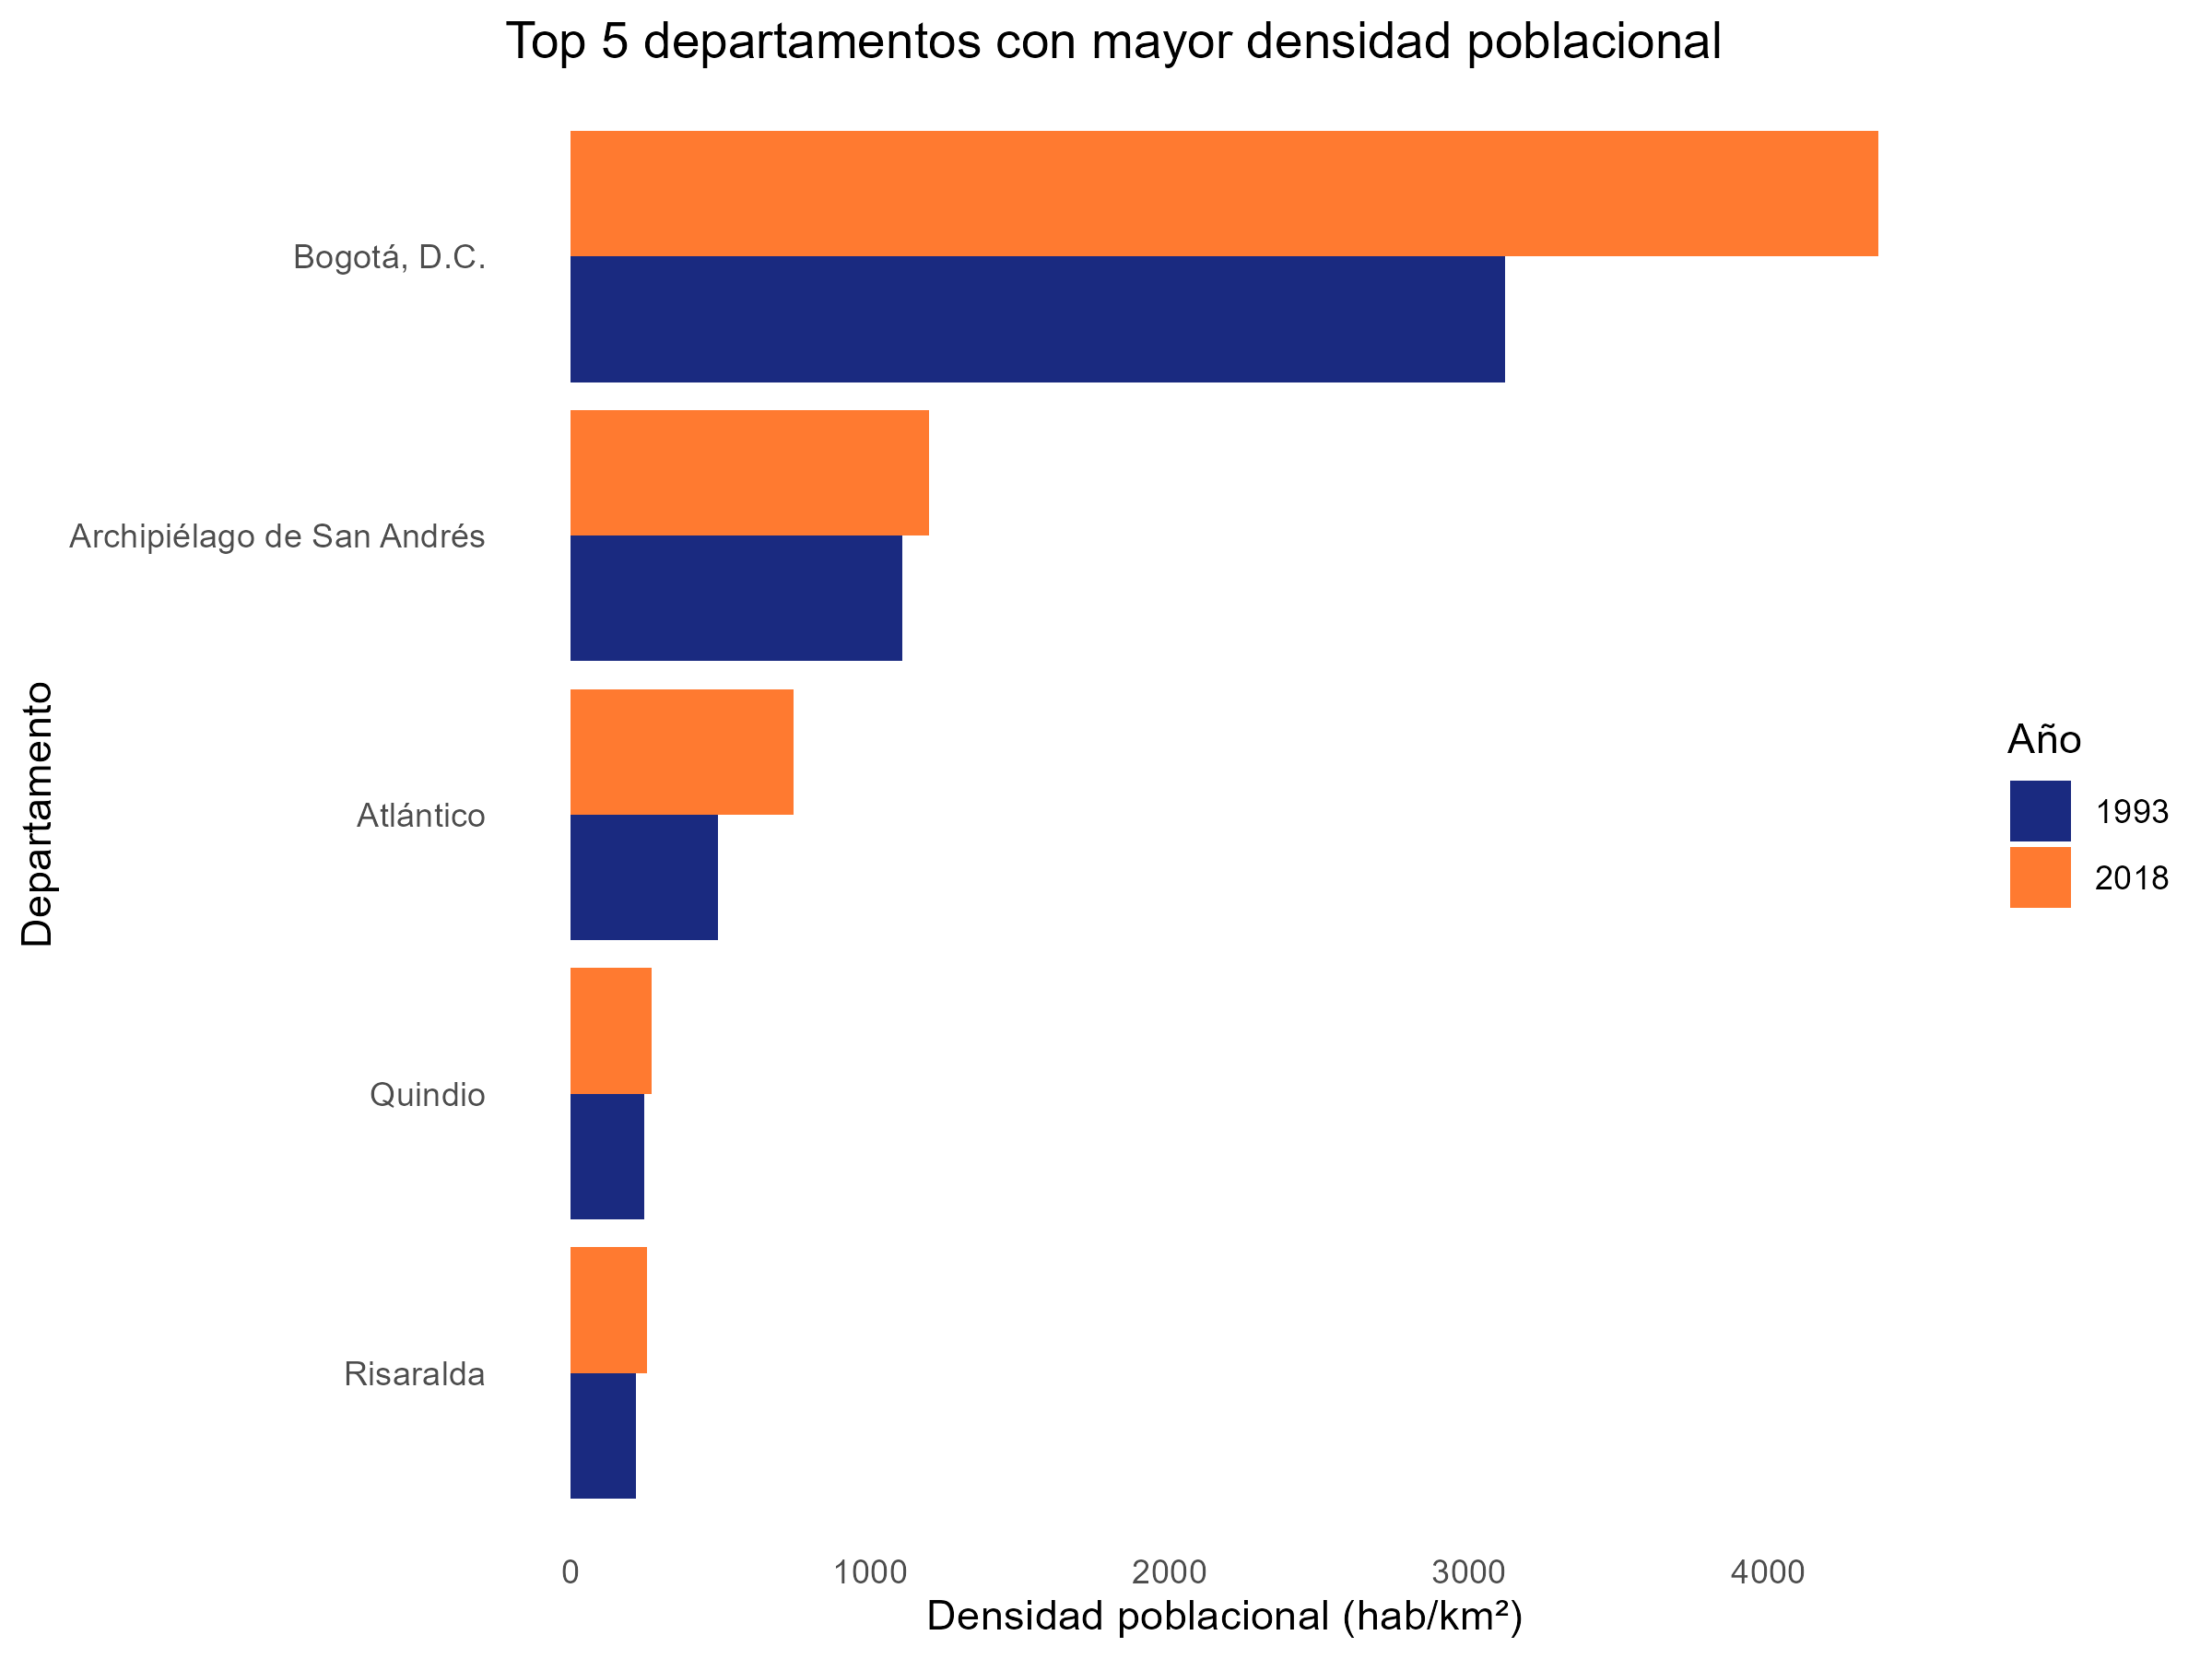 Top 5 departamentos con mayor densidad poblacional
Departamento
Bogotá, D.C.
Archipiélago de San Andrés
Atlántico
Quindio
Risaralda
0 1000 2000 3000 4000
Densidad poblacional (hab/km²)
Año
1993
2018